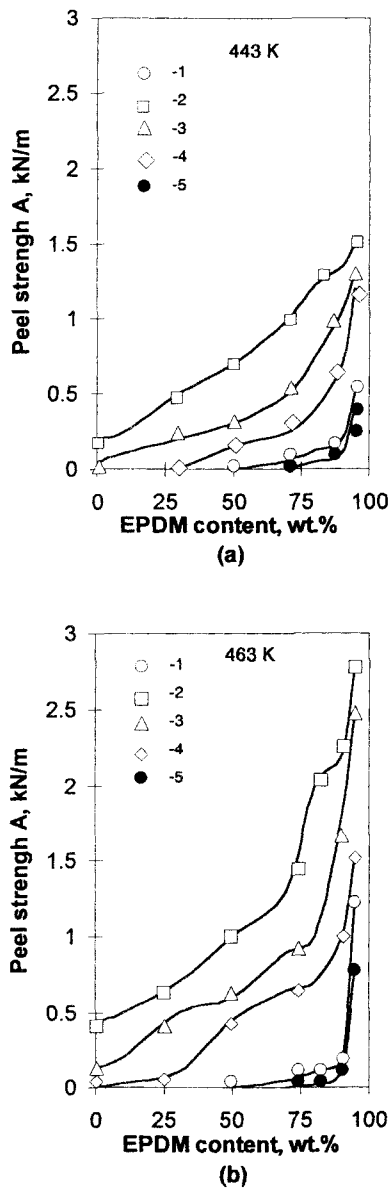 443 K
3
2.5
2
1.5
1
0.5
0
-1
-2
-3
-4
-5
Peel strengh A, kN/m
0 25 50 75 100
EPDM content, wt.%
(a)
463 K
3
2.5
2
1.5
1
0.5
0
-1
-2
-3
-4
-5
Peel strengh A, kN/m
0 25 50 75 100
EPDM content, wt.%
(b)